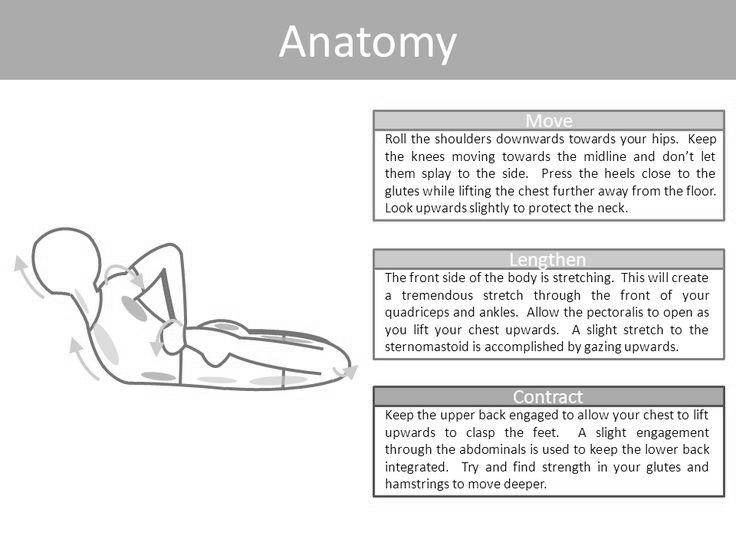 Anatomy
Move
Roll the shoulders downwards towards your hips. Keep
the knees moving towards the midline and don’t let
them splay to the side. Press the heels close to the
glutes while lifting the chest further away from the floor.
Look upwards slightly to protect the neck.
Lengthen
The front side of the body is stretching. This will create
a tremendous stretch through the front of your
quadriceps and ankles. Allow the pectoralis to open as
you lift your chest upwards. A slight stretch to the
sternomastoid is accomplished by gazing upwards.
Contract
Keep the upper back engaged to allow your chest to lift
upwards to clasp the feet. A slight engagement
through the abdominals is used to keep the lower back
integrated. Try and find strength in your glutes and
hamstrings to move deeper.